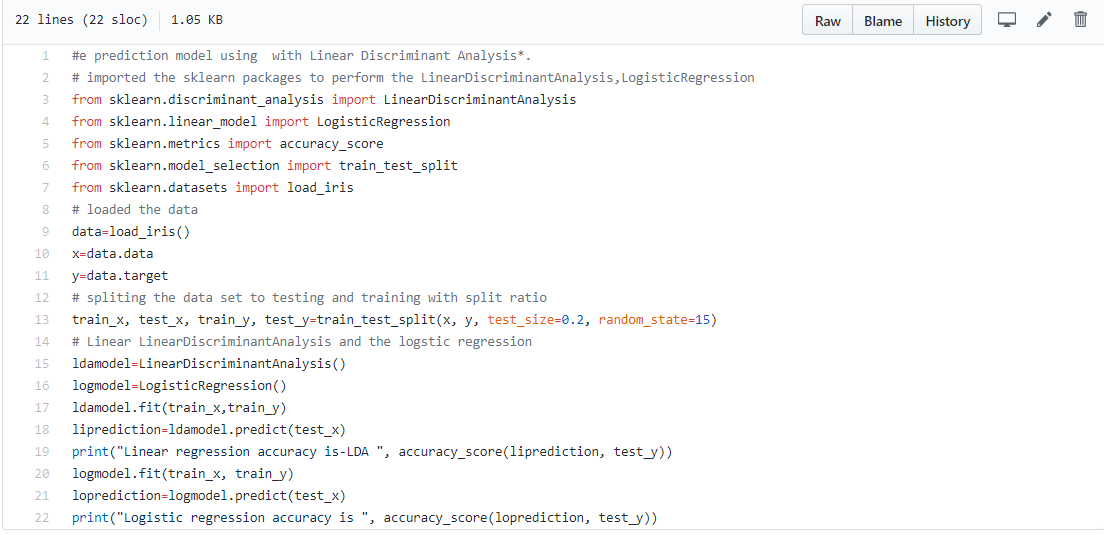 22 lines (22 sloc) 1.05 KB Raw Blame History
1 #e prediction model using  with Linear Discriminant Analysis*.
2 # imported the sklearn packages to perform the LinearDiscriminantAnalysis,LogisticRegression
3 from sklearn.discriminant_analysis import LinearDiscriminantAnalysis
4 from sklearn.linear_model import LogisticRegression
5 from sklearn.metrics import accuracy_score
6 from sklearn.model_selection import train_test_split
7 from sklearn.datasets import load_iris
8 # loaded the data
9 data=load_iris()
10 x=data.data
11 y=data.target
12 # spliting the data set to testing and training with split ratio
13 train_x, test_x, train_y, test_y=train_test_split(x, y, test_size=0.2, random_state=15)
14 # Linear LinearDiscriminantAnalysis and the logstic regression
15 ldamodel=LinearDiscriminantAnalysis()
16 logmodel=LogisticRegression()
17 ldamodel.fit(train_x,train_y)
18 liprediction=ldamodel.predict(test_x)
19 print("Linear regression accuracy is-LDA ", accuracy_score(liprediction, test_y))
20 logmodel.fit(train_x, train_y)
21 loprediction=logmodel.predict(test_x)
22 print("Logistic regression accuracy is ", accuracy_score(loprediction, test_y))